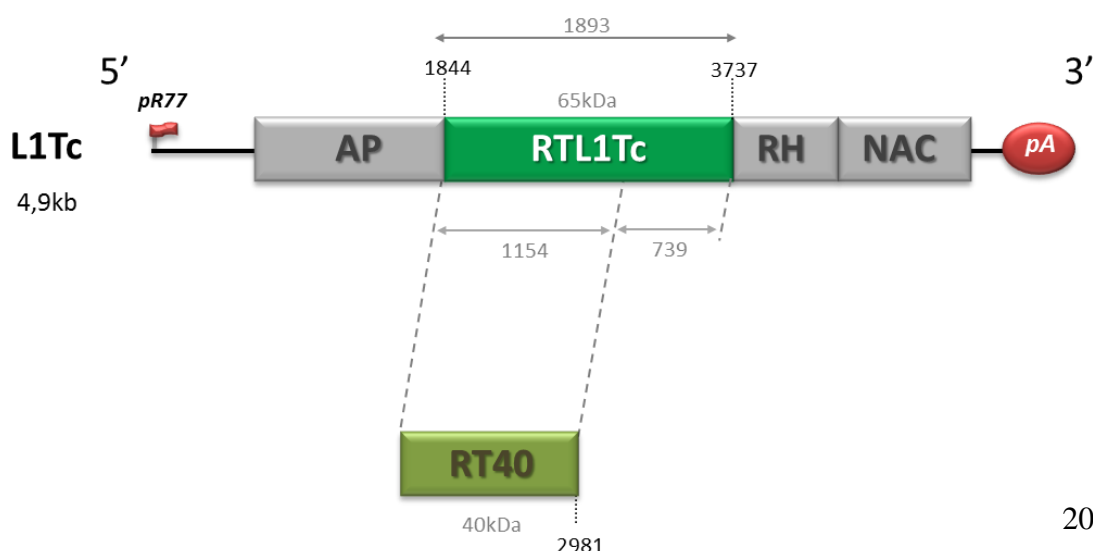 1893
5’ 1844 3737 3’
pR77 65kDa
L1Tc AP RTL1Tc RH NAC pA
4,9kb
1154 739
RT40
40kDa 20
2981